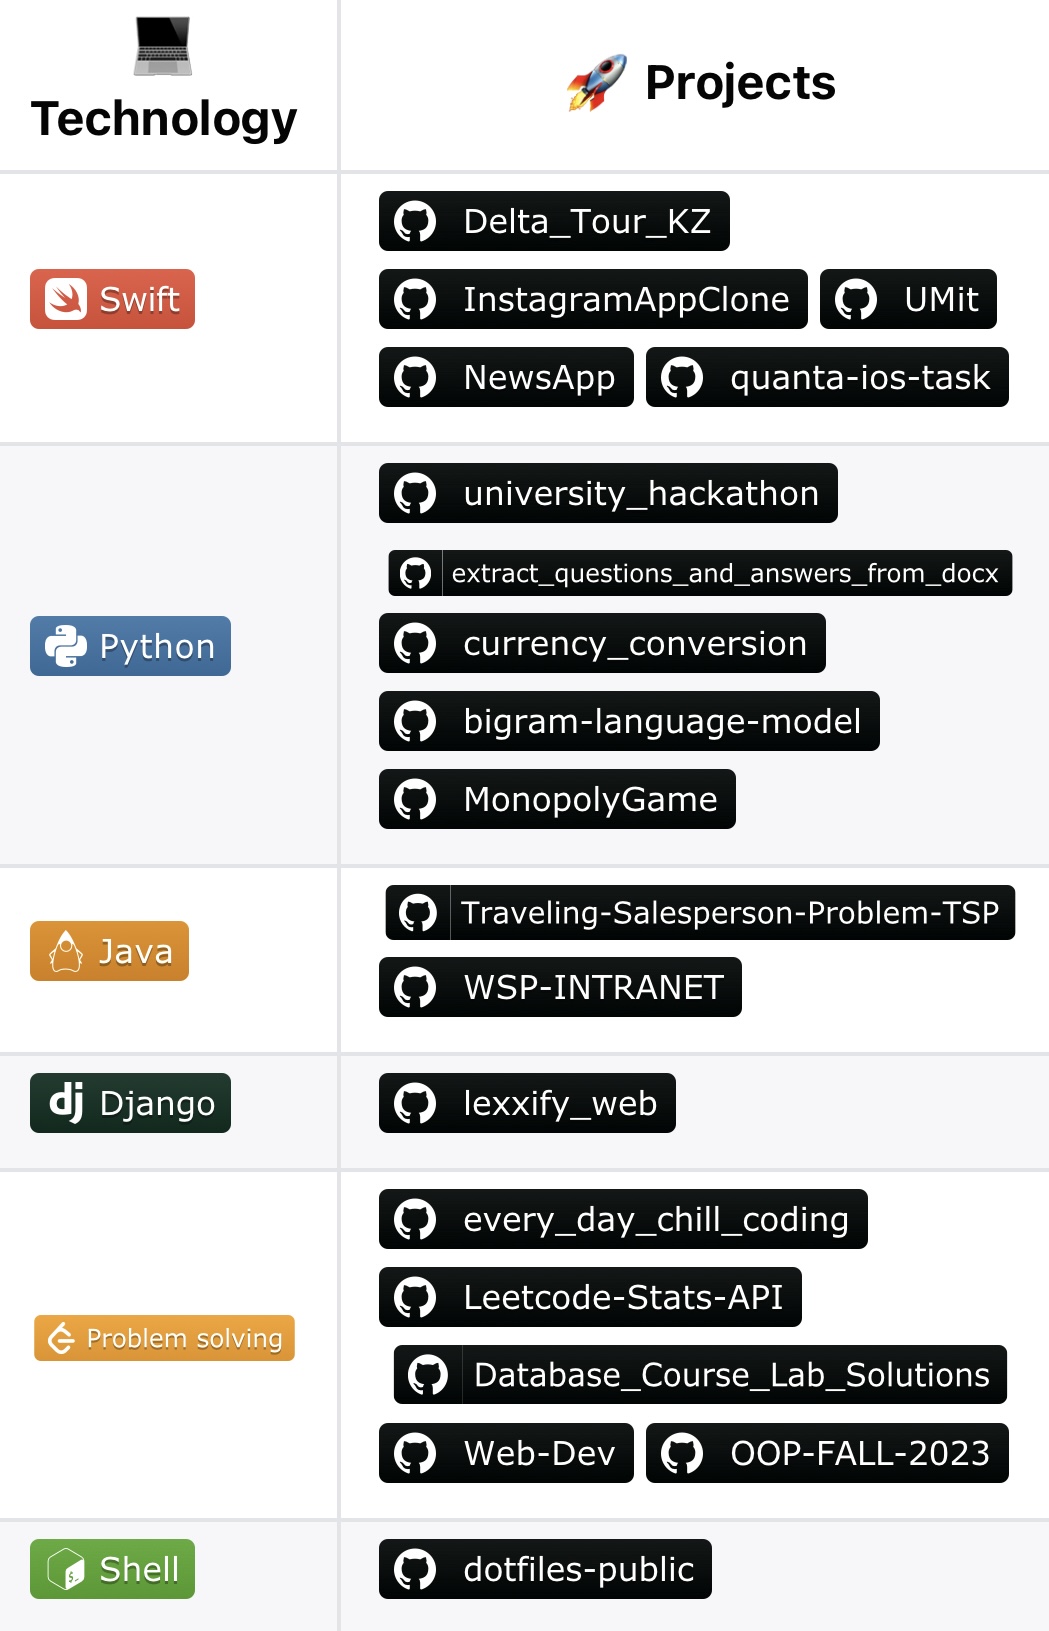 Technology
Projects
Swift
Delta_Tour_KZ
InstagramAppClone UMit
NewsApp quanta-ios-task
Python
university_hackathon
extract_questions_and_answers_from_docx
currency_conversion
bigram-language-model
MonopolyGame
Java
Traveling-Salesperson-Problem-TSP
WSP-INTRANET
dj Django
lexxify_web
Problem solving
every_day_chill_coding
Leetcode-Stats-API
Database_Course_Lab_Solutions
Web-Dev OOP-FALL-2023
$_ Shell
dotfiles-public